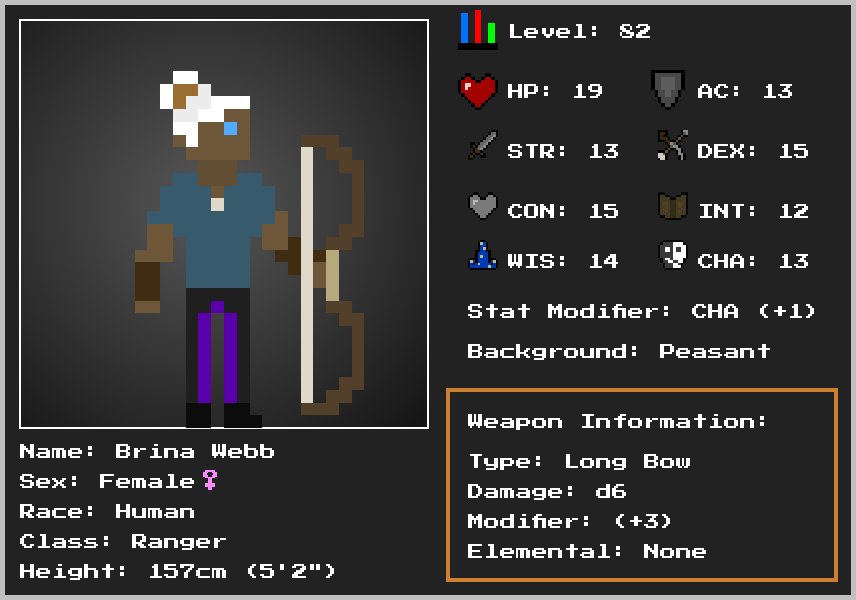 Level: 82
HP: 19
AC: 13
STR: 13
DEX: 15
CON: 15
INT: 12
WIS: 14
CHA: 13
Stat Modifier: CHA (+1)
Background: Peasant
Weapon Information:
Type: Long Bow
Damage: d6
Modifier: (+3)
Elemental: None
Name: Brina Webb
Sex: Female♀
Race: Human
Class: Ranger
Height: 157cm (5'2")